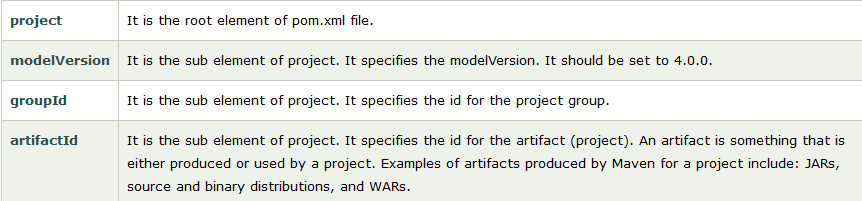 project It is the root element of pom.xml file.
modelVersion It is the sub element of project. It specifies the modelVersion. It should be set to 4.0.0.
groupId It is the sub element of project. It specifies the id for the project group.
artifactId It is the sub element of project. It specifies the id for the artifact (project). An artifact is something that is
either produced or used by a project. Examples of artifacts produced by Maven for a project include: JARs,
source and binary distributions, and WARs.